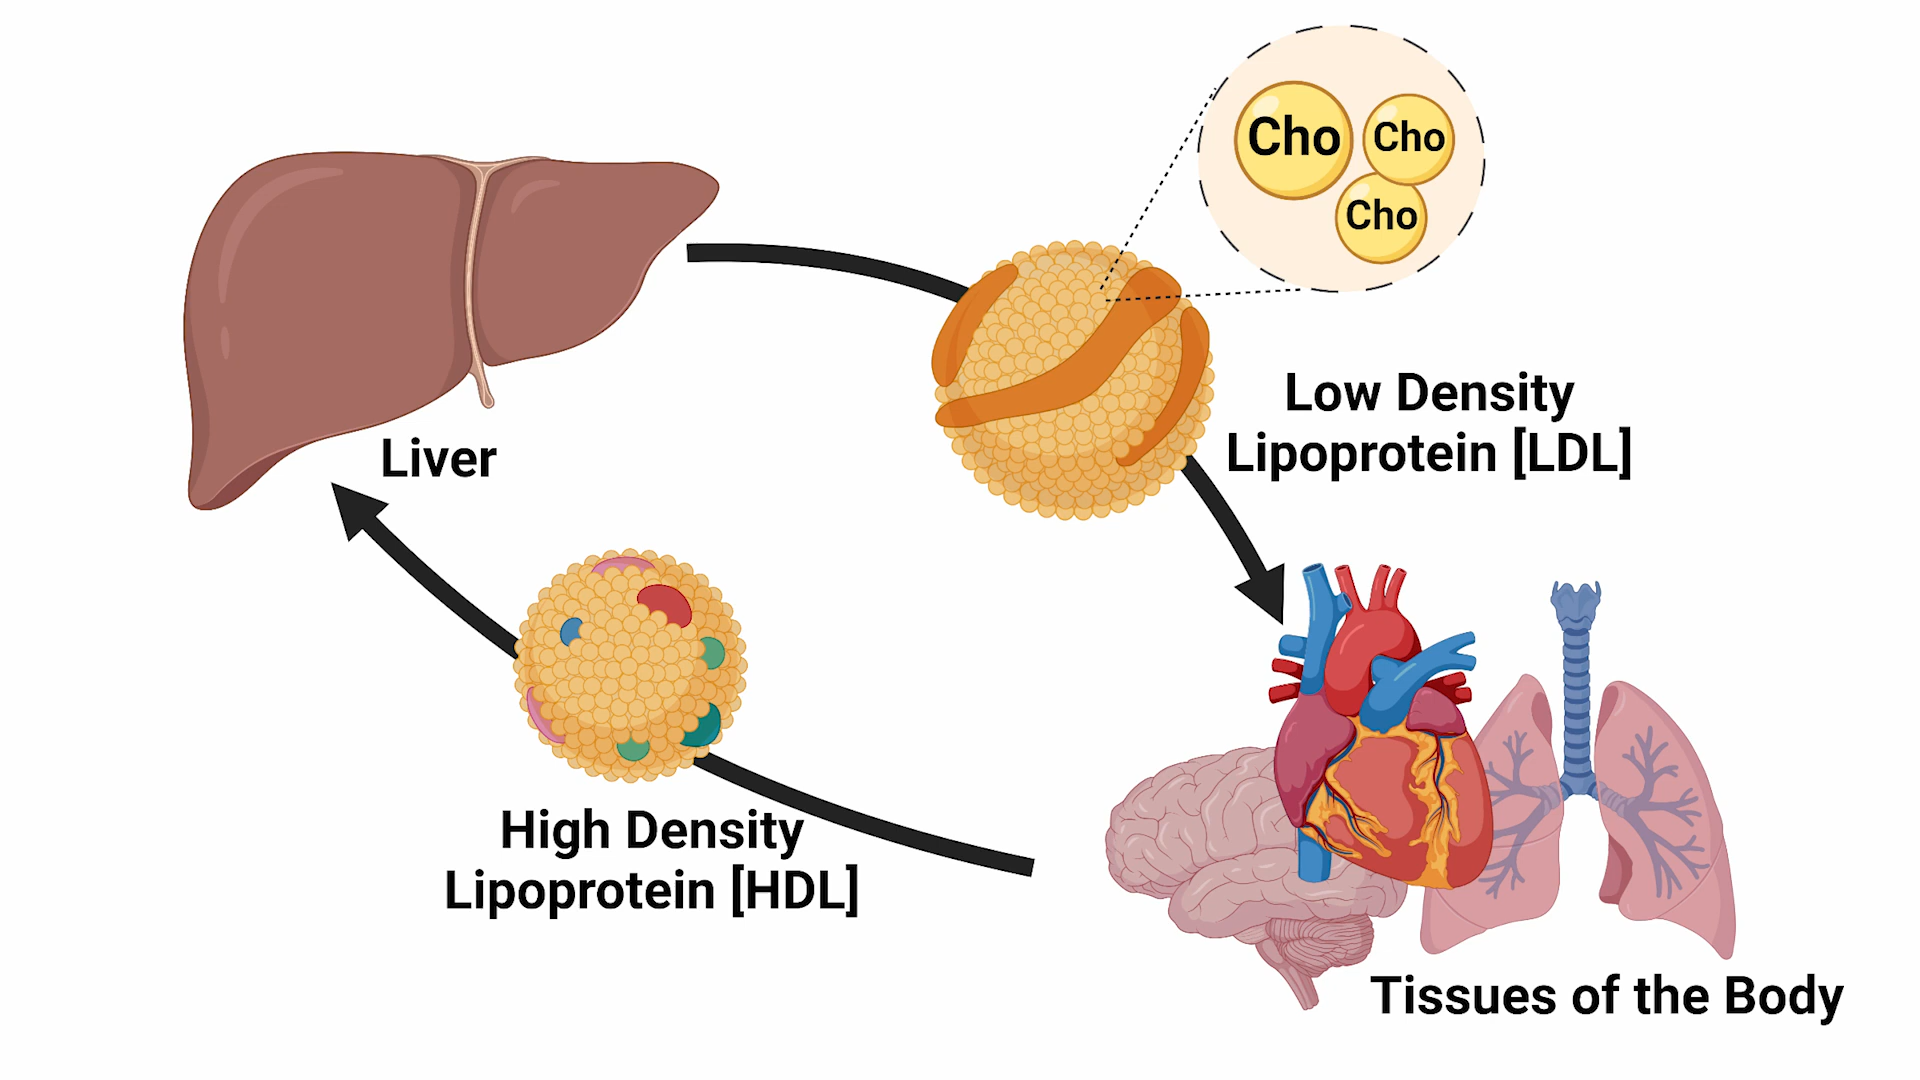 Cho
Cho
Cho
Low Density
Lipoprotein [LDL]
Liver
High Density
Lipoprotein [HDL]
Tissues of the Body